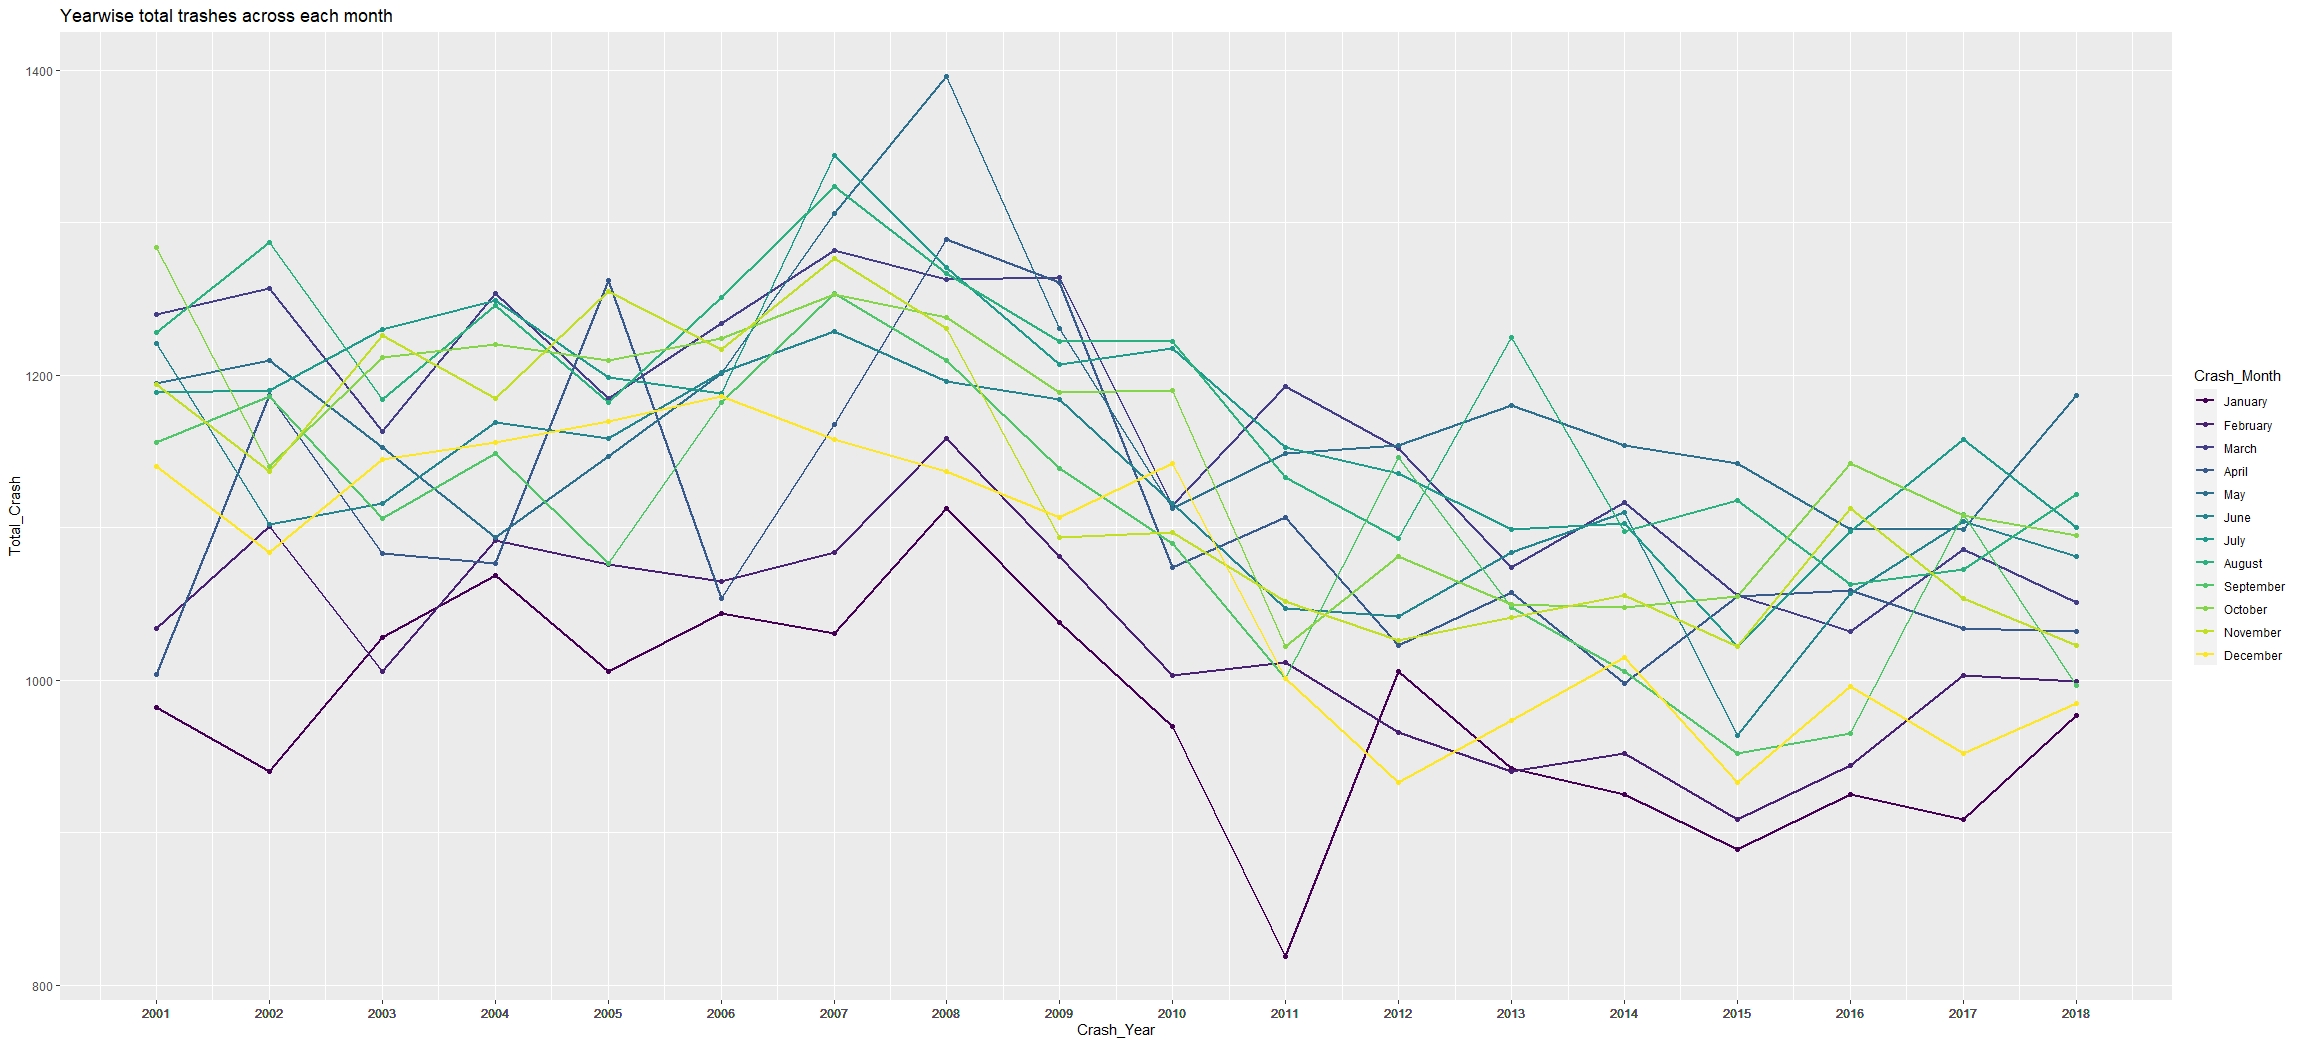 Yearwise total trashes across each month
1400
1200
1000
800
Total_Crash
2001 2002 2003 2004 2005 2006 2007 2008 2009 2010 2011 2012 2013 2014 2015 2016 2017 2018
Crash_Year
Crash_Month
January
February
March
April
May
June
July
August
September
October
November
December